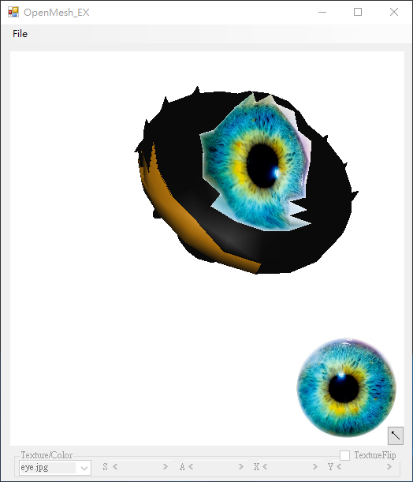 OpenMesh_EX
File
Texture/Color
TextureFlip
eye.jpg
S < > A < > X < > Y < >